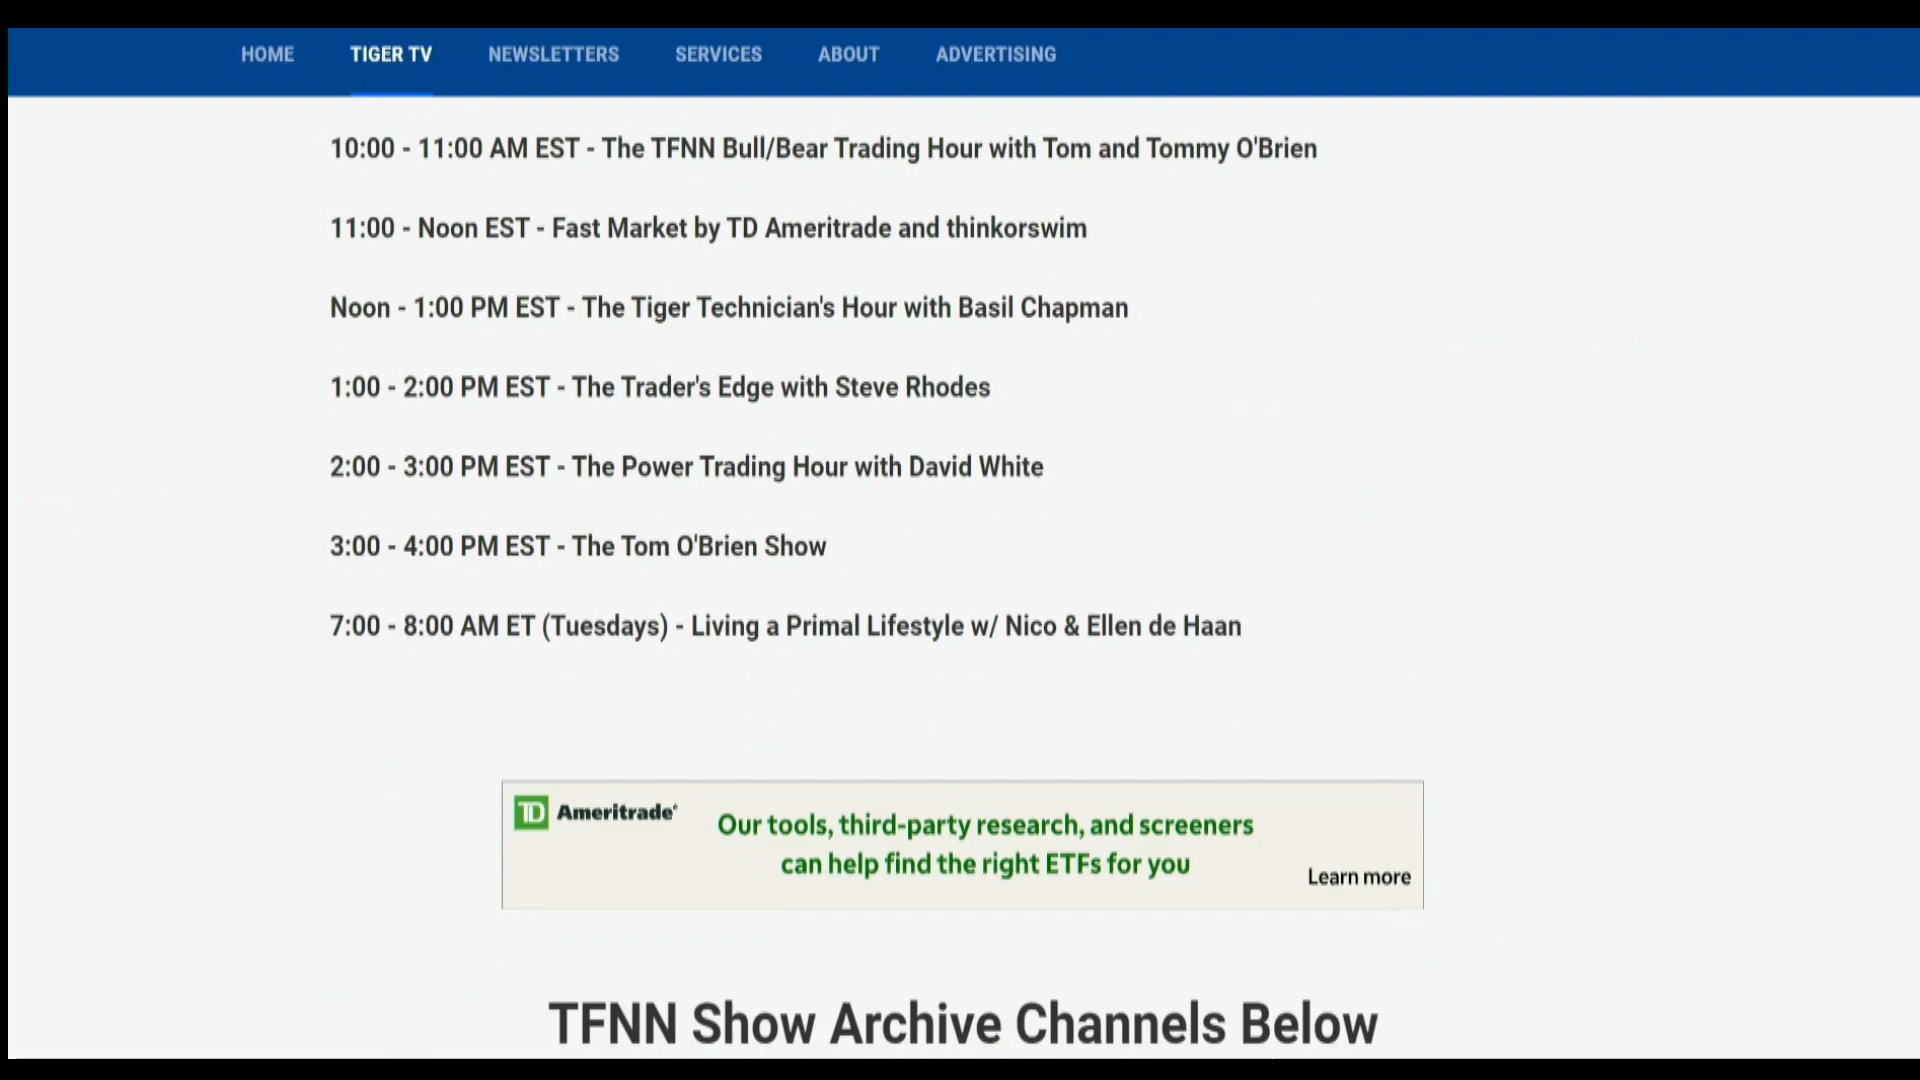 HOME TIGER TV NEWSLETTERS SERVICES ABOUT ADVERTISING
10:00 - 11:00 AM EST - The TFNN Bull/Bear Trading Hour with Tom and Tommy O'Brien
11:00 - Noon EST - Fast Market by TD Ameritrade and thinkorswim
Noon - 1:00 PM EST - The Tiger Technician's Hour with Basil Chapman
1:00 - 2:00 PM EST - The Trader's Edge with Steve Rhodes
2:00 - 3:00 PM EST - The Power Trading Hour with David White
3:00 - 4:00 PM EST - The Tom O'Brien Show
7:00 - 8:00 AM ET (Tuesdays) - Living a Primal Lifestyle w/ Nico & Ellen de Haan
TD Ameritrade®
Our tools, third-party research, and screeners
can help find the right ETFs for you
Learn more
TFNN Show Archive Channels Below